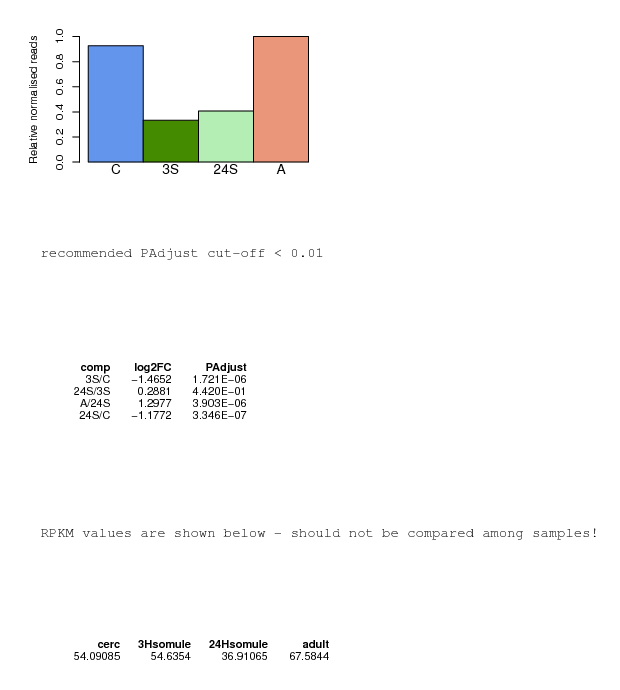 Relative normalised reads
1.0
0.8
0.6
0.4
0.2
0.0
C 3S 24S A
recommended PAdjust cut-off < 0.01
comp log2FC PAdjust
3S/C −1.4652 1.721E−06
24S/3S 0.2881 4.420E−01
A/24S 1.2977 3.903E−06
24S/C −1.1772 3.346E−07
RPKM values are shown below - should not be compared among samples!
cerc 3Hsomule 24Hsomule adult
54.09085 54.6354 36.91065 67.5844